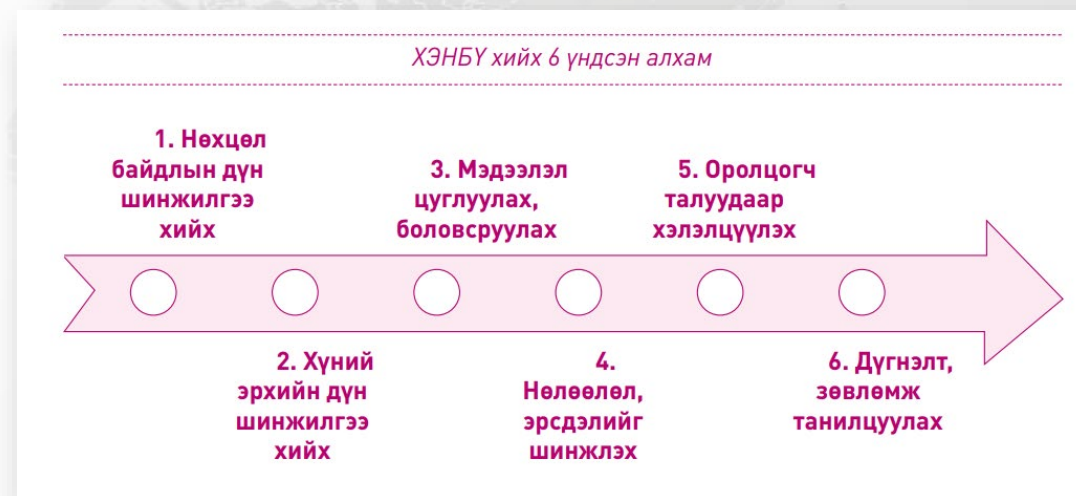 ХЭНБҮ хийх 6 үндсэн алхам
1. Нөхцөл
байдлын дүн
шинжилгээ
хийх
2. Хүний
эрхийн дүн
шинжилгээ
хийх
3. Мэдээлэл
цуглуулах,
боловсруулах
4.
Нөлөөлөл,
эрсдэлийг
шинжлэх
5. Оролцогч
талуудаар
хэлэлцүүлэх
6. Дүгнэлт,
зөвлөмж
танилцуулах